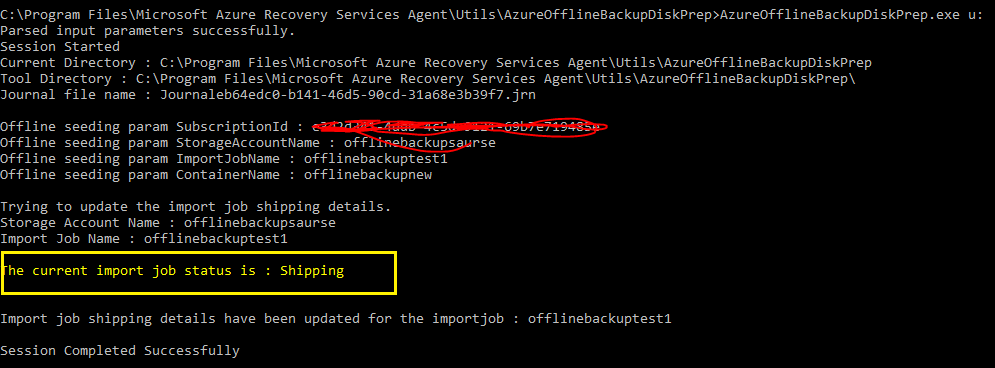 C:\Program Files\Microsoft Azure Recovery Services Agent\Utils\AzureOfflineBackupDiskPrep>AzureOfflineBackupDiskPrep.exe u:
Parsed input parameters successfully.
Session Started
Current Directory : C:\Program Files\Microsoft Azure Recovery Services Agent\Utils\AzureOfflineBackupDiskPrep
Tool Directory : C:\Program Files\Microsoft Azure Recovery Services Agent\Utils\AzureOfflineBackupDiskPrep\
Journal file name : Journaleb64edc0-b141-46d5-90cd-31a68e3b39f7.jrn
Offline seeding param SubscriptionId :
Offline seeding param StorageAccountName : offlinebackupsaurse
Offline seeding param ImportJobName : offlinebackuptest1
Offline seeding param ContainerName : offlinebackupnew
Trying to update the import job shipping details.
Storage Account Name : offlinebackupsaurse
Import Job Name : offlinebackuptest1
The current import job status is : Shipping
Import job shipping details have been updated for the importjob : offlinebackuptest1
Session Completed Successfully